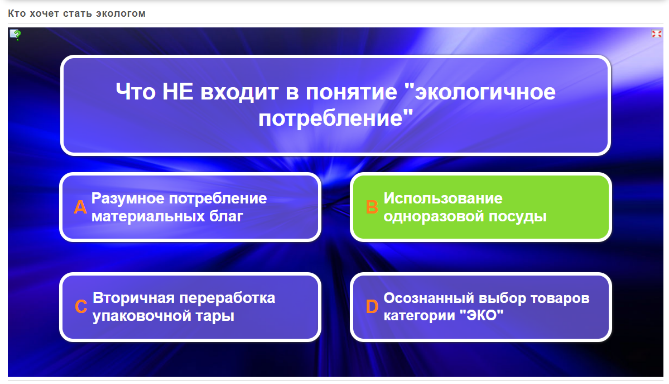 Кто хочет стать экологом
Что НЕ входит в понятие "экологичное
потребление"
A Разумное потребление
материальных благ
B Использование
одноразовой посуды
C Вторичная переработка
упаковочной тары
D Осознанный выбор товаров
категории "ЭКО"